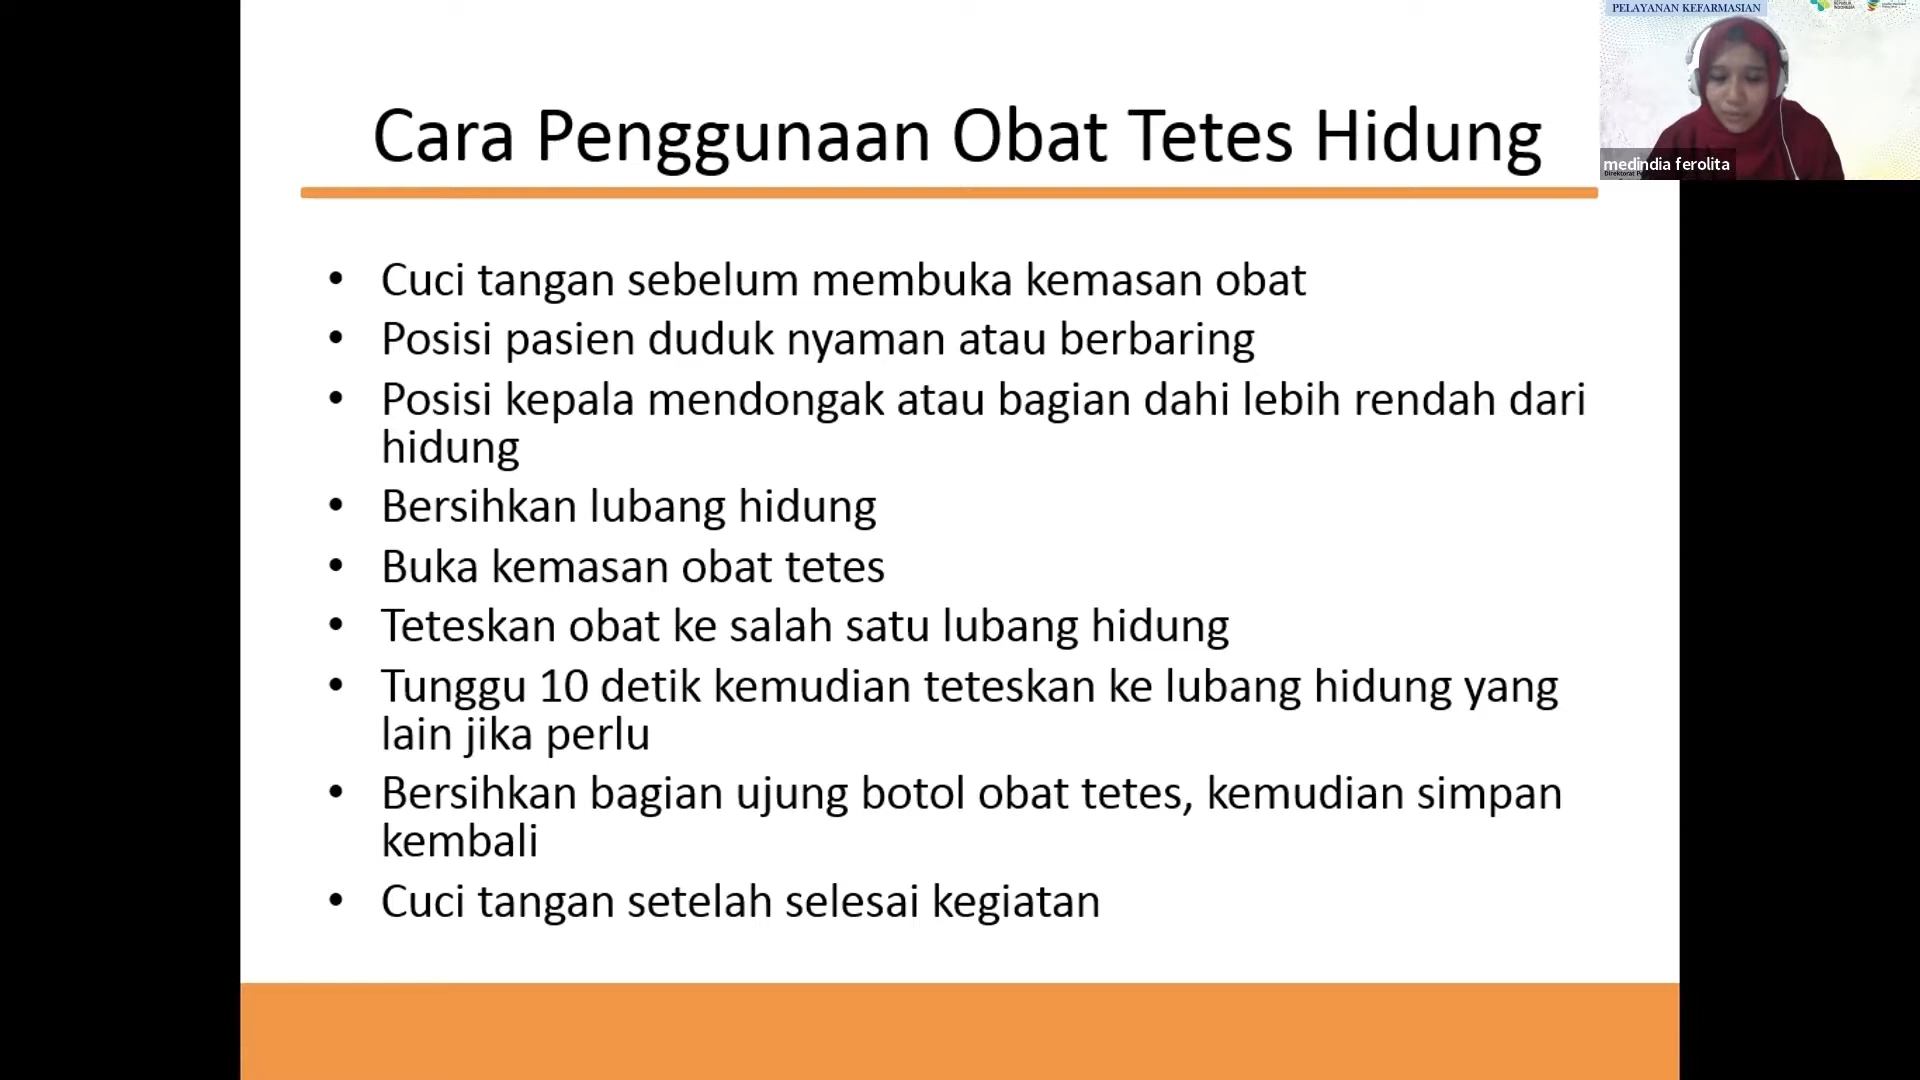 PELAYANAN KEFARMASIAN
medindia ferolita
Cara Penggunaan Obat Tetes Hidung
• Cuci tangan sebelum membuka kemasan obat
• Posisi pasien duduk nyaman atau berbaring
• Posisi kepala mendongak atau bagian dahi lebih rendah dari
hidung
• Bersihkan lubang hidung
• Buka kemasan obat tetes
• Teteskan obat ke salah satu lubang hidung
• Tunggu 10 detik kemudian teteskan ke lubang hidung yang
lain jika perlu
• Bersihkan bagian ujung botol obat tetes, kemudian simpan
kembali
• Cuci tangan setelah selesai kegiatan